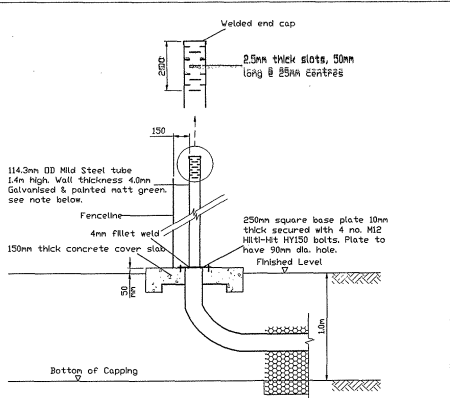 Welded end cap
2.5mm thick slots, 50mm
long @ 25mm centres
200
150
114.3mm OD Mild Steel tube
1.4m high. Wall thickness 4.0mm
Galvanised & painted matt green.
see note below.
Fenceline
4mm fillet weld
150mm thick concrete cover slab
250mm square base plate 10mm
thick secured with 4 no. M12
Hilti-Hit HY150 bolts. Plate to
have 90mm dia. hole.
Finished Level
50
mm
1.0m
Bottom of Capping